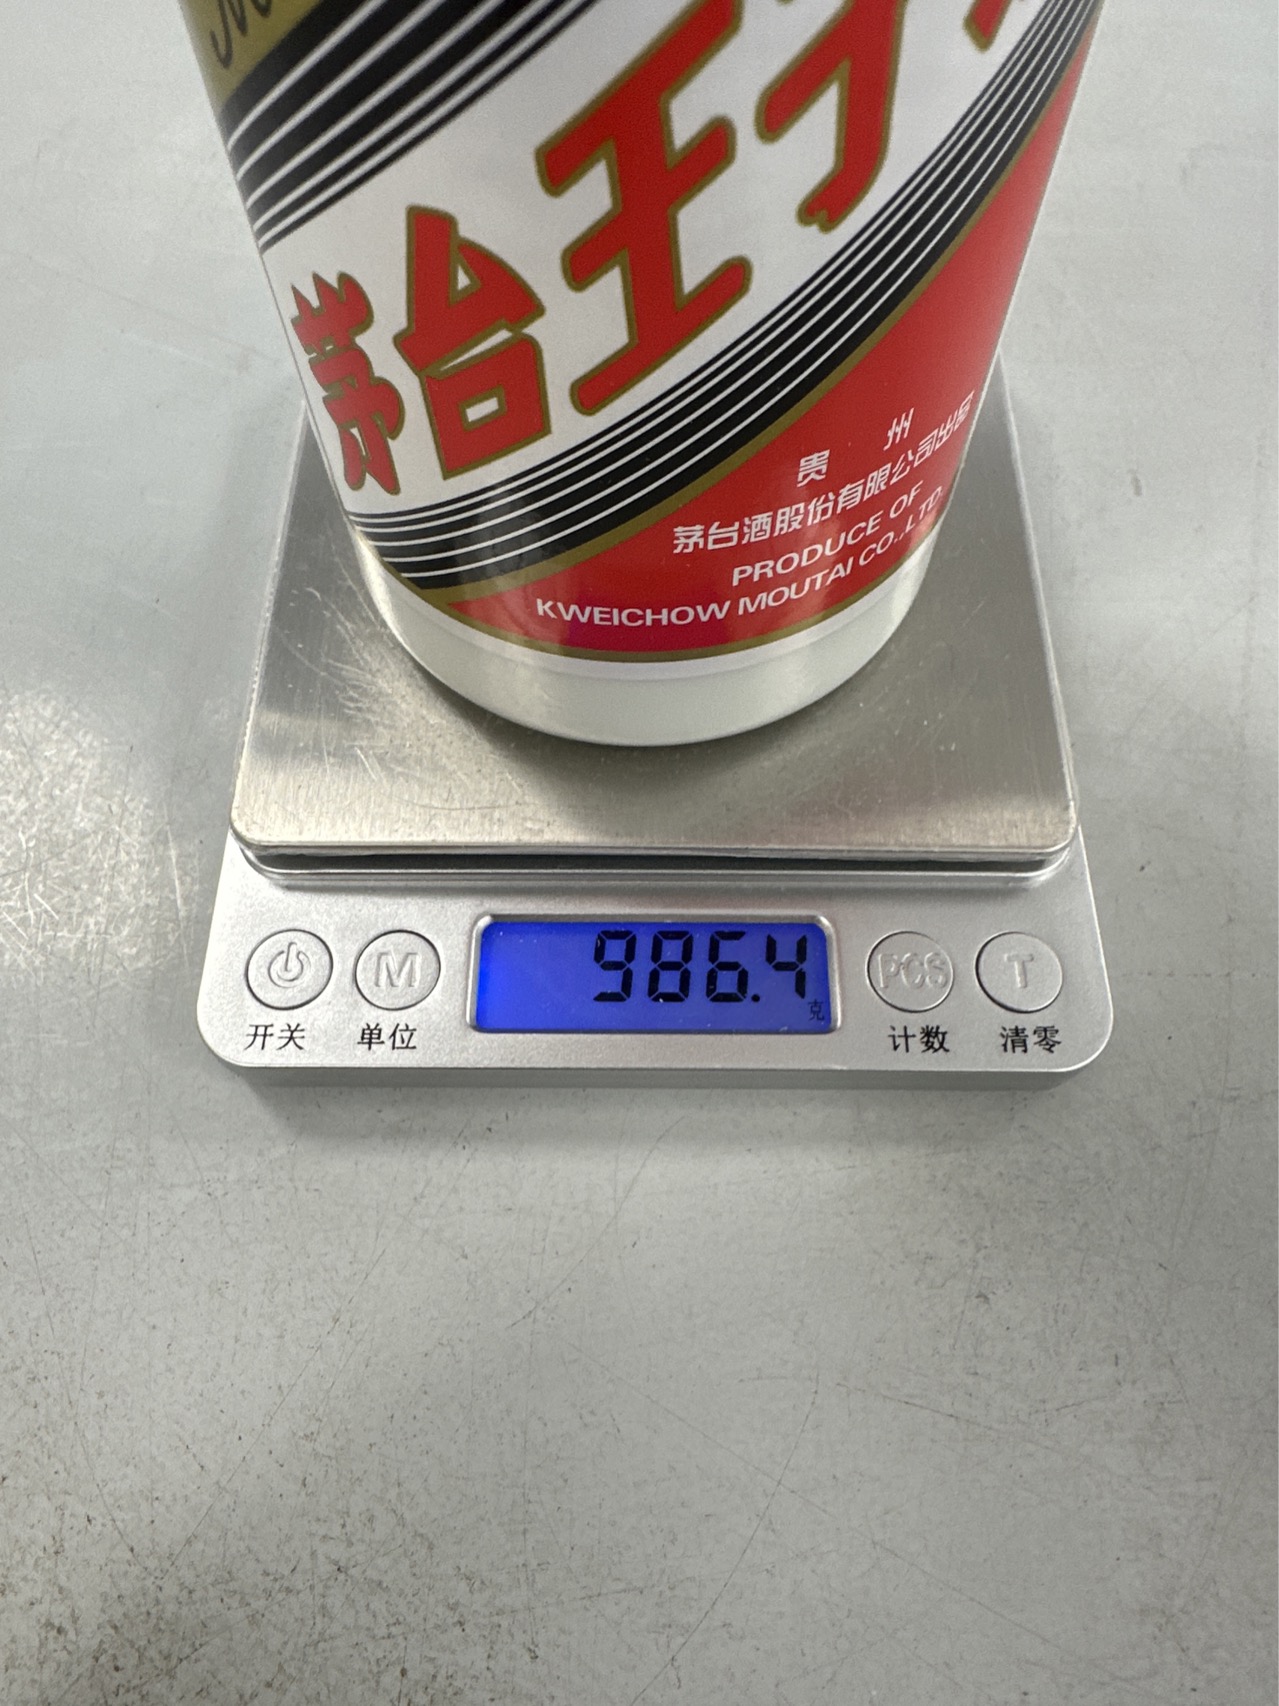 茅台王子
贵 州
茅台酒股份有限公司出品
PRODUCE OF
KWEICHOW MOUTAI CO.,LTD.
986.4
克
M
PCS
T
开关
单位
计数
清零